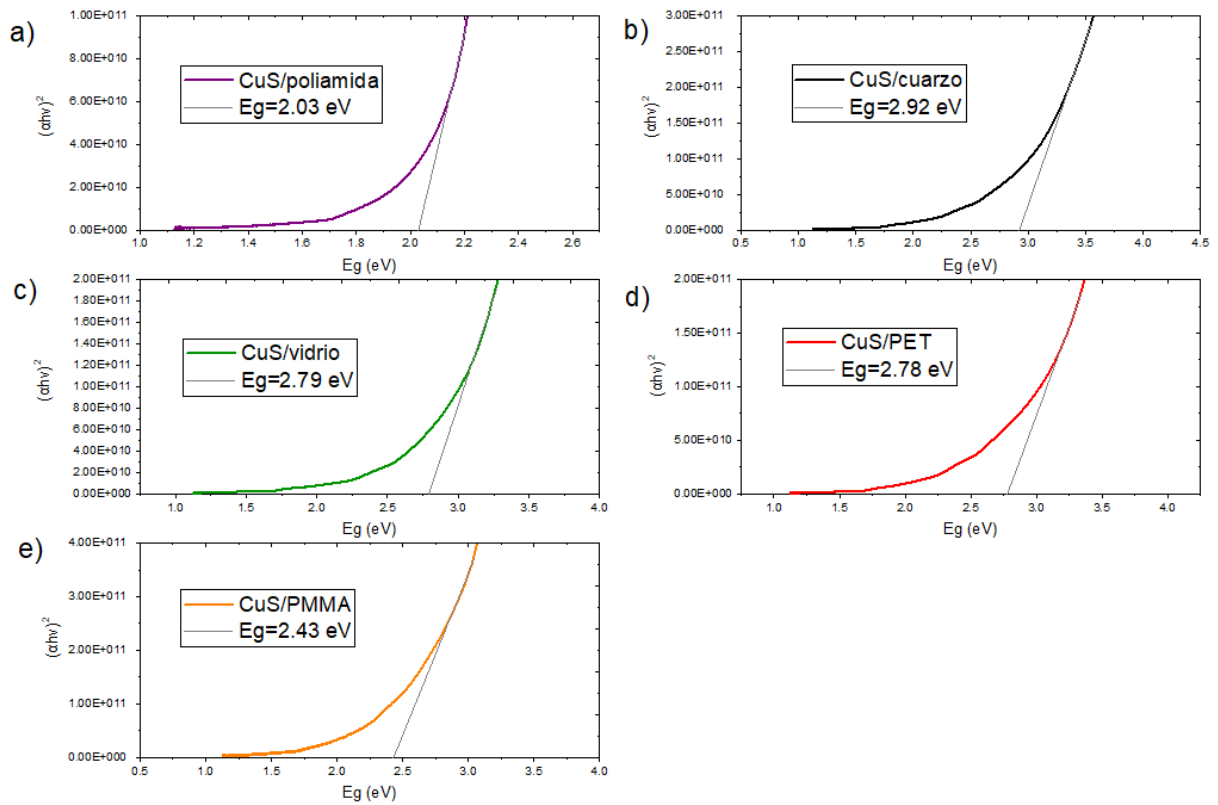 a)
1.00E+011
8.00E+010
6.00E+010
4.00E+010
2.00E+010
0.00E+000
(αhv)²
CuS/poliamida
Eg=2.03 eV
1.0 1.2 1.4 1.6 1.8 2.0 2.2 2.4 2.6
Eg (eV)
b)
3.00E+011
2.50E+011
2.00E+011
1.50E+011
1.00E+011
5.00E+010
0.00E+000
(αhv)²
CuS/cuarzo
Eg=2.92 eV
0.5 1.0 1.5 2.0 2.5 3.0 3.5 4.0 4.5
Eg (eV)
c)
2.00E+011
1.80E+011
1.60E+011
1.40E+011
1.20E+011
1.00E+011
8.00E+010
6.00E+010
4.00E+010
2.00E+010
0.00E+000
(αhv)²
CuS/vidrio
Eg=2.79 eV
1.0 1.5 2.0 2.5 3.0 3.5 4.0
Eg (eV)
d)
2.00E+011
1.50E+011
1.00E+011
5.00E+010
0.00E+000
(αhv)²
CuS/PET
Eg=2.78 eV
1.0 1.5 2.0 2.5 3.0 3.5 4.0
Eg (eV)
e)
4.00E+011
3.00E+011
2.00E+011
1.00E+011
0.00E+000
(αhv)²
CuS/PMMA
Eg=2.43 eV
0.5 1.0 1.5 2.0 2.5 3.0 3.5 4.0
Eg (eV)